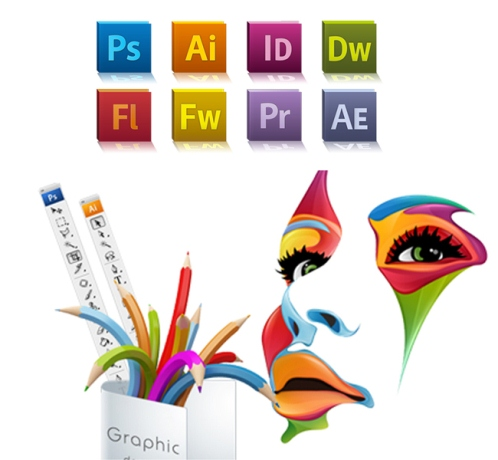 Ps Ai ID Dw
Fl Fw Pr AE
Ps
Ai
Graphic